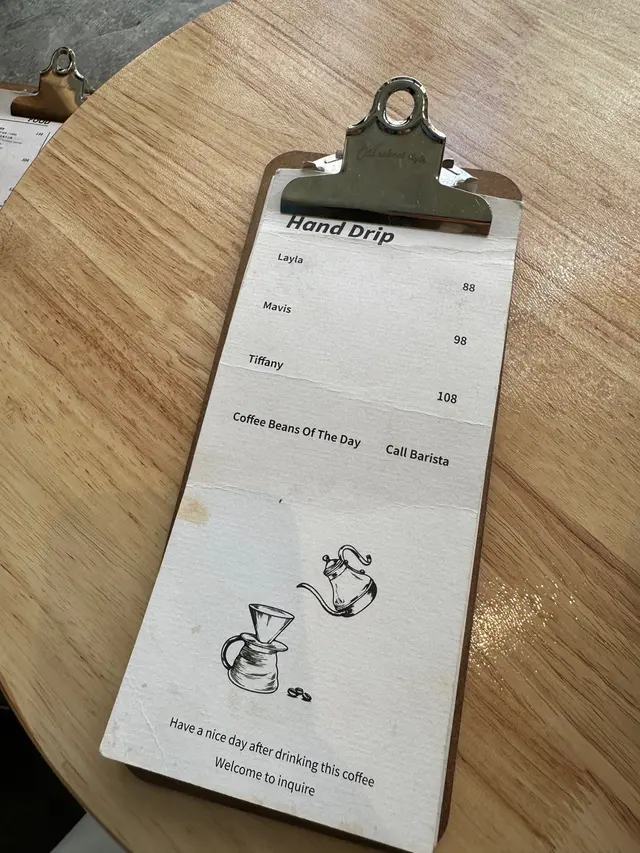 Hand Drip
Layla
88
Mavis
98
Tiffany
108
Coffee Beans Of The Day Call Barista
Have a nice day after drinking this coffee
Welcome to inquire